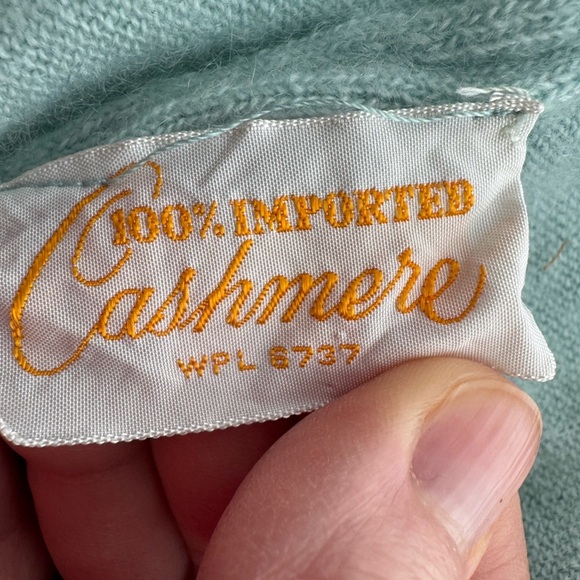 100% IMPORTED
Cashmere
WPL 6737